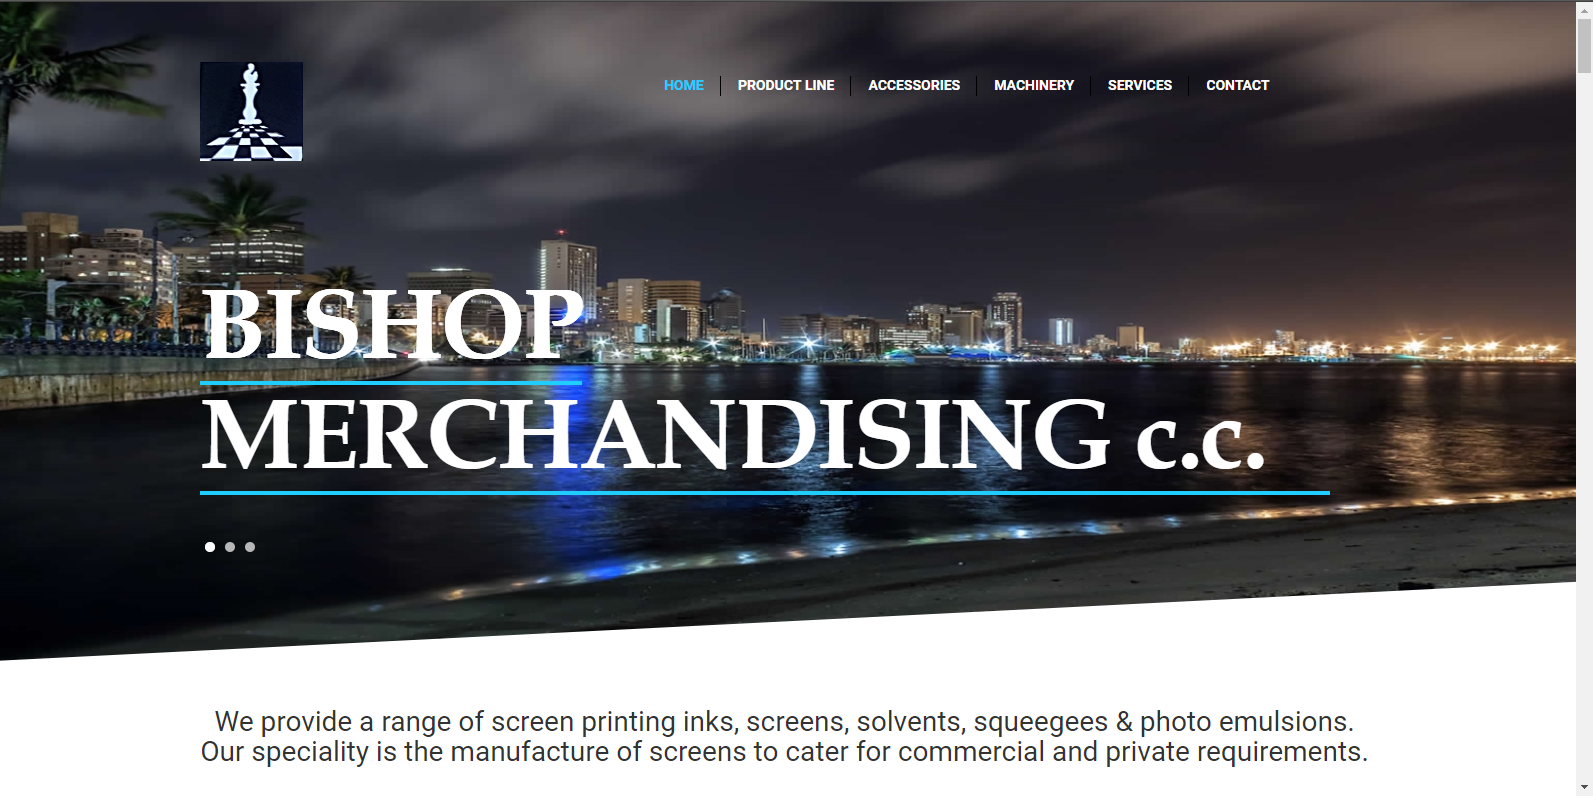 HOME
PRODUCT LINE
ACCESSORIES
MACHINERY
SERVICES
CONTACT
BISHOP
MERCHANDISING c.c.
We provide a range of screen printing inks, screens, solvents, squeegees & photo emulsions.
Our speciality is the manufacture of screens to cater for commercial and private requirements.